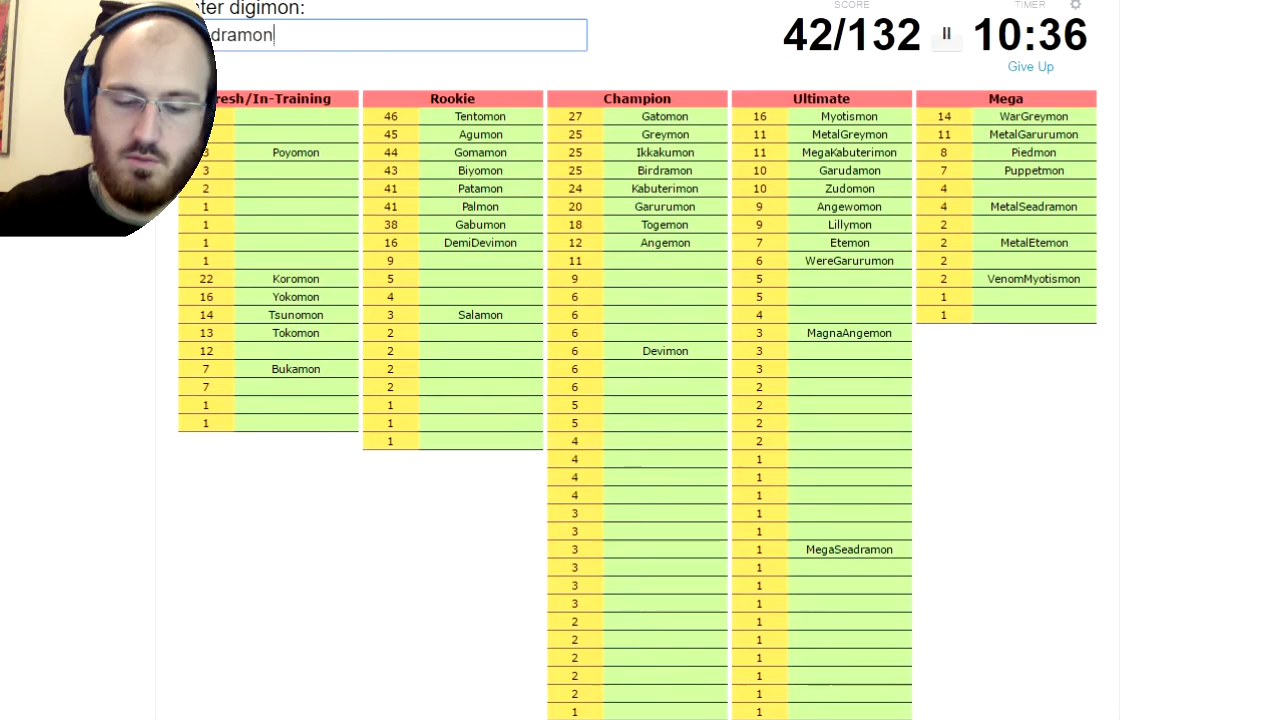 ter digimon:
SCORE
TIMER
dramon
42/132
10:36
Give Up
resh/In-Training
Rookie
Champion
Ultimate
Mega
46 Tentomon 27 Gatomon 16 Myotismon 14 WarGreymon
45 Agumon 25 Greymon 11 MetalGreymon 11 MetalGarurumon
3 Poyomon 44 Gomamon 25 Ikkakumon 11 MegaKabuterimon 8 Piedmon
3 43 Biyomon 25 Birdramon 10 Garudamon 7 Puppetmon
2 41 Patamon 24 Kabuterimon 10 Zudomon 4
1 41 Palmon 20 Garurumon 9 Angewomon 4 MetalSeadramon
1 38 Gabumon 18 Togemon 9 Lillymon 2
1 16 DemiDevimon 12 Angemon 7 Etemon 2 MetalEtemon
1 9 11 6 WereGarurumon 2
22 Koromon 5 9 5 2 VenomMyotismon
16 Yokomon 4 6 5 1
14 Tsunomon 3 Salamon 6 4 1
13 Tokomon 2 6 3 MagnaAngemon
12 2 6 Devimon 3
7 Bukamon 2 6 3
7 2 6 2
1 1 5 2
1 1 5 2
1 4 2
4 1
4 1
4 1
3 1
3 1
3 1 MegaSeadramon
3 1
3 1
3 1
2 1
2 1
2 1
2 1
2 1
1 1